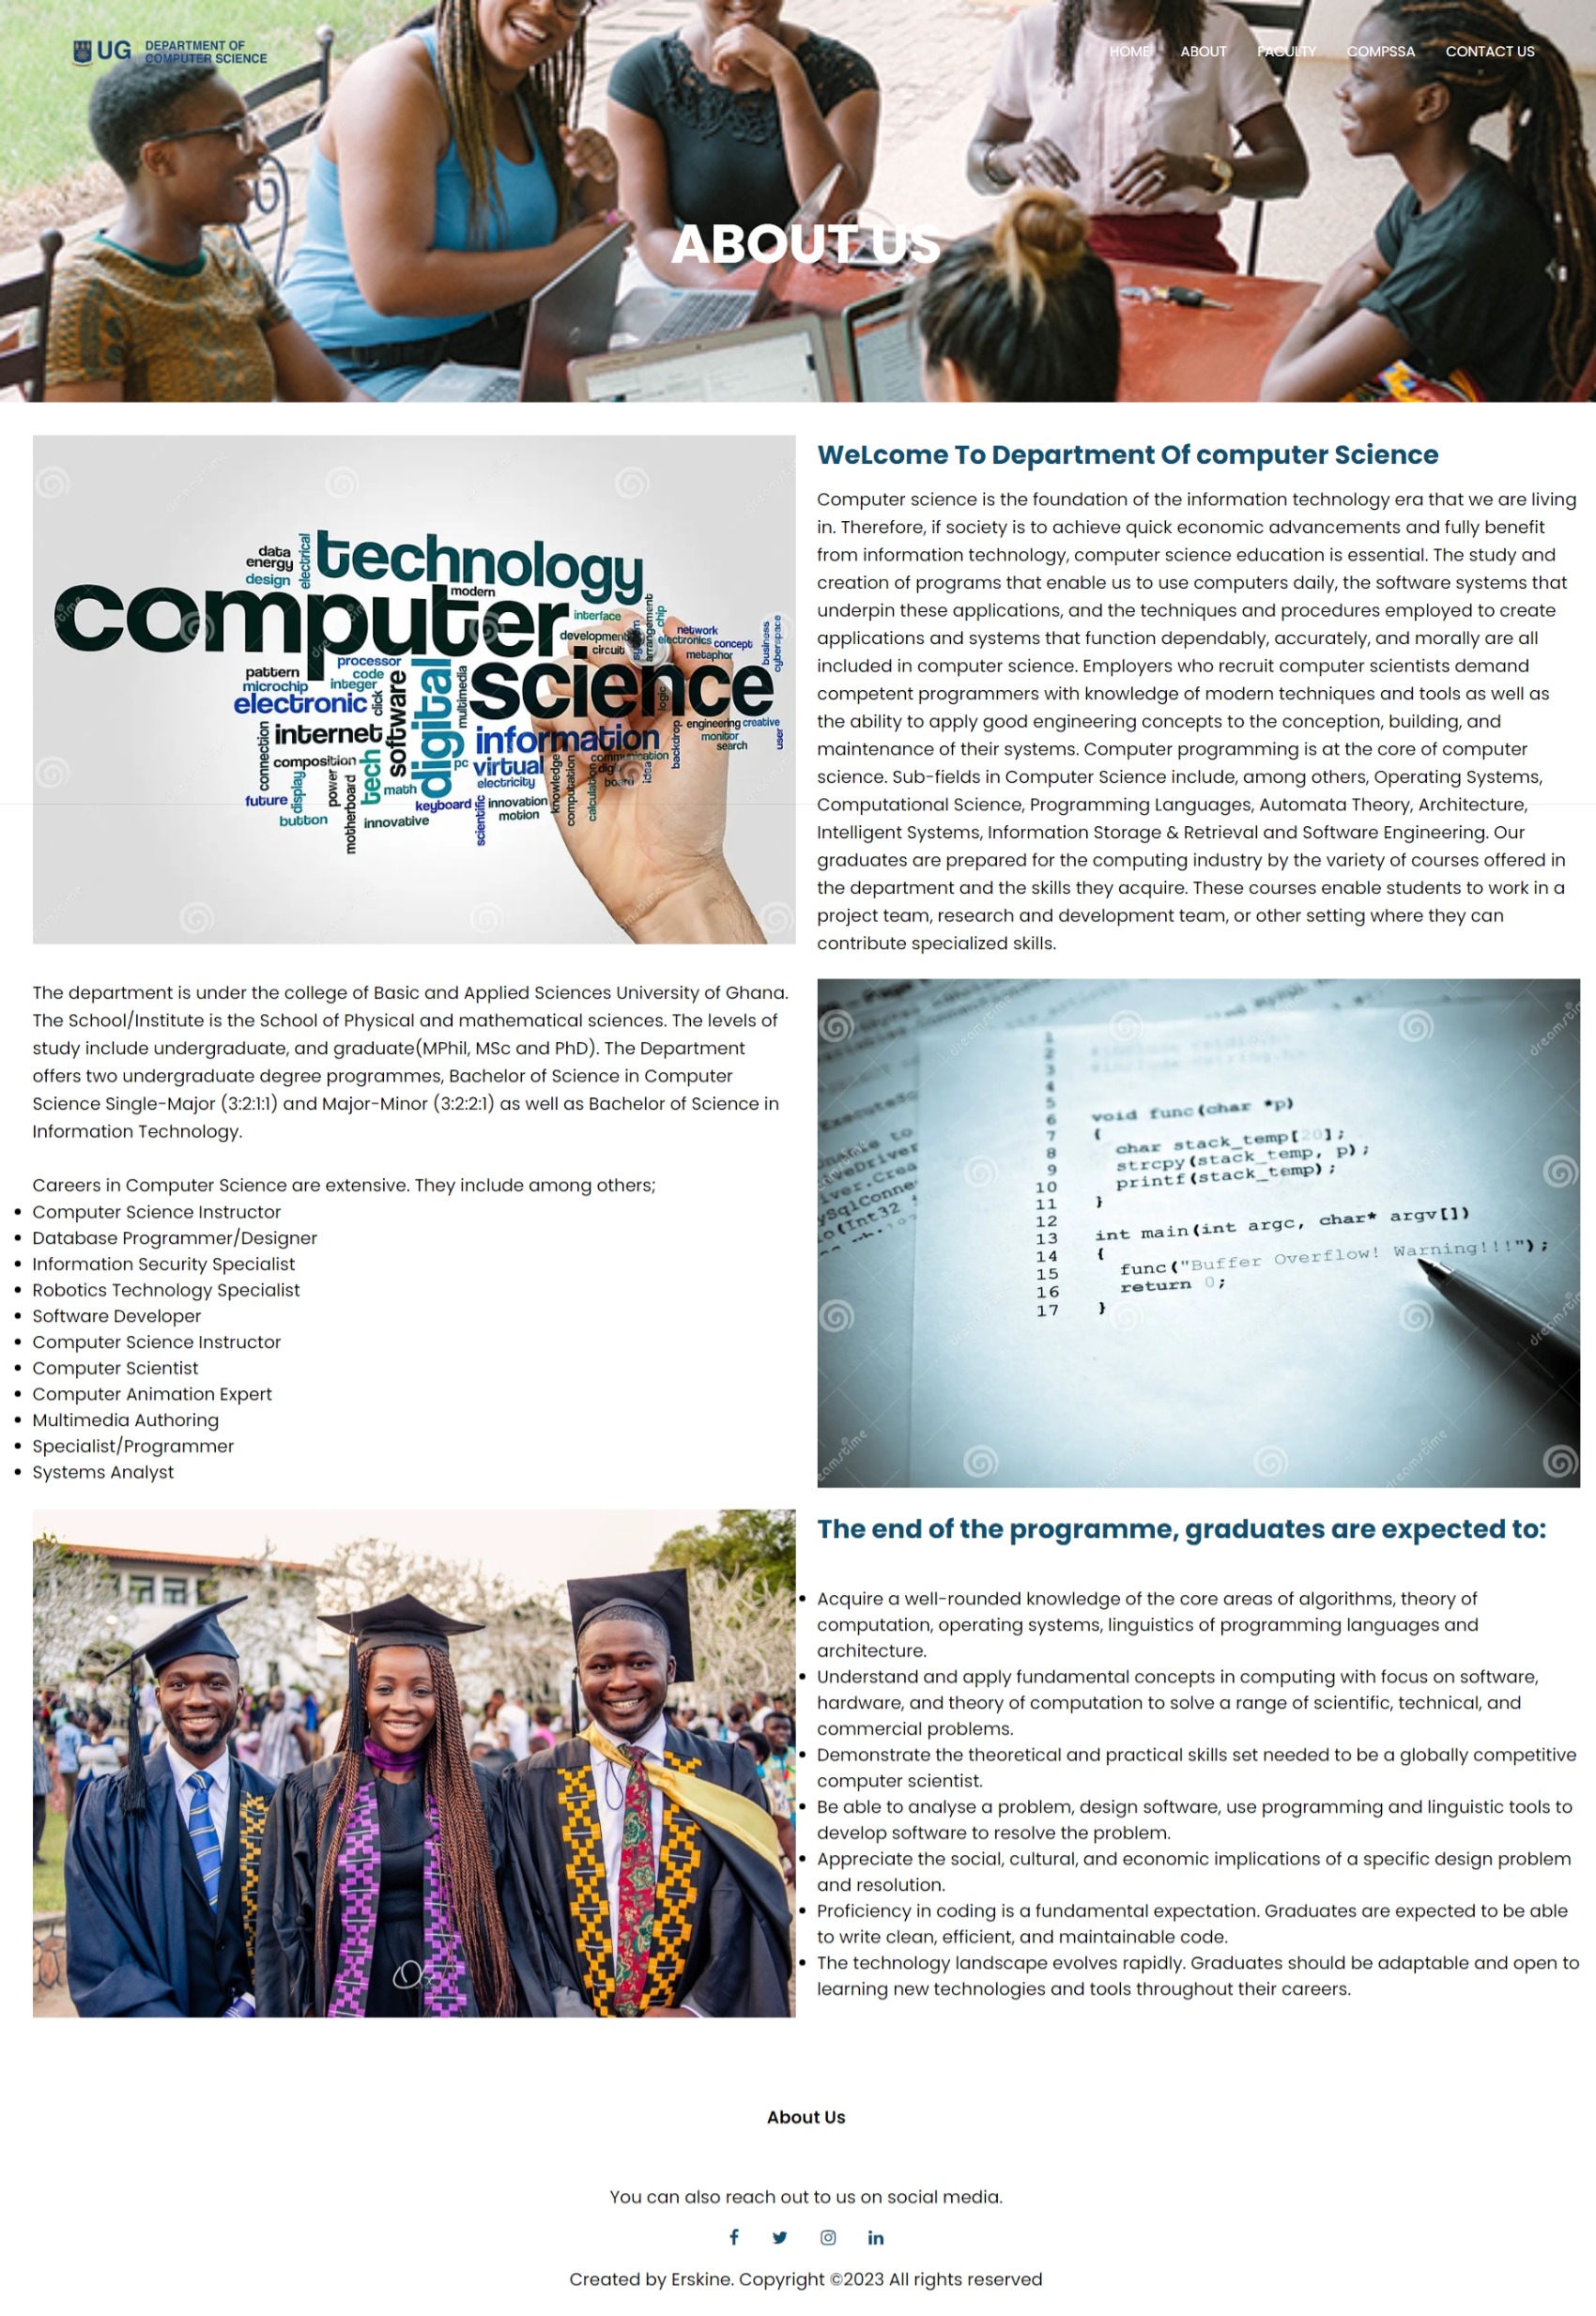 UG DEPARTMENT OF
COMPUTER SCIENCE
HOME ABOUT FACULTY COMPSSA CONTACT US
ABOUT US
data
energy
design
electrical
technology
modern
computer
interface
development
circuit
system
arrangement
chip
network
electronics concept
metaphor
business
cyberspace
science
pattern
microchip
processor
code
integer
electronic
click
software
digital
multimedia
logic
internet
connection
composition
display
power
motherboard
tech
math
pc
information
virtual
electricity
communication
digit
board
idea
backdrop
engineering creative
monitor
search
user
future
button
innovative
keyboard
scientific
innovation
motion
knowledge
computation
calculation
WeLcome To Department Of computer Science
Computer science is the foundation of the information technology era that we are living
in. Therefore, if society is to achieve quick economic advancements and fully benefit
from information technology, computer science education is essential. The study and
creation of programs that enable us to use computers daily, the software systems that
underpin these applications, and the techniques and procedures employed to create
applications and systems that function dependably, accurately, and morally are all
included in computer science. Employers who recruit computer scientists demand
competent programmers with knowledge of modern techniques and tools as well as
the ability to apply good engineering concepts to the conception, building, and
maintenance of their systems. Computer programming is at the core of computer
science. Sub-fields in Computer Science include, among others, Operating Systems,
Computational Science, Programming Languages, Automata Theory, Architecture,
Intelligent Systems, Information Storage & Retrieval and Software Engineering. Our
graduates are prepared for the computing industry by the variety of courses offered in
the department and the skills they acquire. These courses enable students to work in a
project team, research and development team, or other setting where they can
contribute specialized skills.
The department is under the college of Basic and Applied Sciences University of Ghana.
The School/Institute is the School of Physical and mathematical sciences. The levels of
study include undergraduate, and graduate(MPhil, MSc and PhD). The Department
offers two undergraduate degree programmes, Bachelor of Science in Computer
Science Single-Major (3:2:1:1) and Major-Minor (3:2:2:1) as well as Bachelor of Science in
Information Technology.
Careers in Computer Science are extensive. They include among others;
• Computer Science Instructor
• Database Programmer/Designer
• Information Security Specialist
• Robotics Technology Specialist
• Software Developer
• Computer Science Instructor
• Computer Scientist
• Computer Animation Expert
• Multimedia Authoring
• Specialist/Programmer
• Systems Analyst
5
6 void func(char *p)
7 {
8 char stack_temp[20];
9 strcpy(stack_temp, p);
10 printf(stack_temp);
11 }
12
13 int main(int argc, char* argv[])
14 {
15 func("Buffer Overflow! Warning!!!");
16 return 0;
17 }
dreamstime
The end of the programme, graduates are expected to:
• Acquire a well-rounded knowledge of the core areas of algorithms, theory of
computation, operating systems, linguistics of programming languages and
architecture.
• Understand and apply fundamental concepts in computing with focus on software,
hardware, and theory of computation to solve a range of scientific, technical, and
commercial problems.
• Demonstrate the theoretical and practical skills set needed to be a globally competitive
computer scientist.
• Be able to analyse a problem, design software, use programming and linguistic tools to
develop software to resolve the problem.
• Appreciate the social, cultural, and economic implications of a specific design problem
and resolution.
• Proficiency in coding is a fundamental expectation. Graduates are expected to be able
to write clean, efficient, and maintainable code.
• The technology landscape evolves rapidly. Graduates should be adaptable and open to
learning new technologies and tools throughout their careers.
About Us
You can also reach out to us on social media.
Created by Erskine. Copyright ©2023 All rights reserved